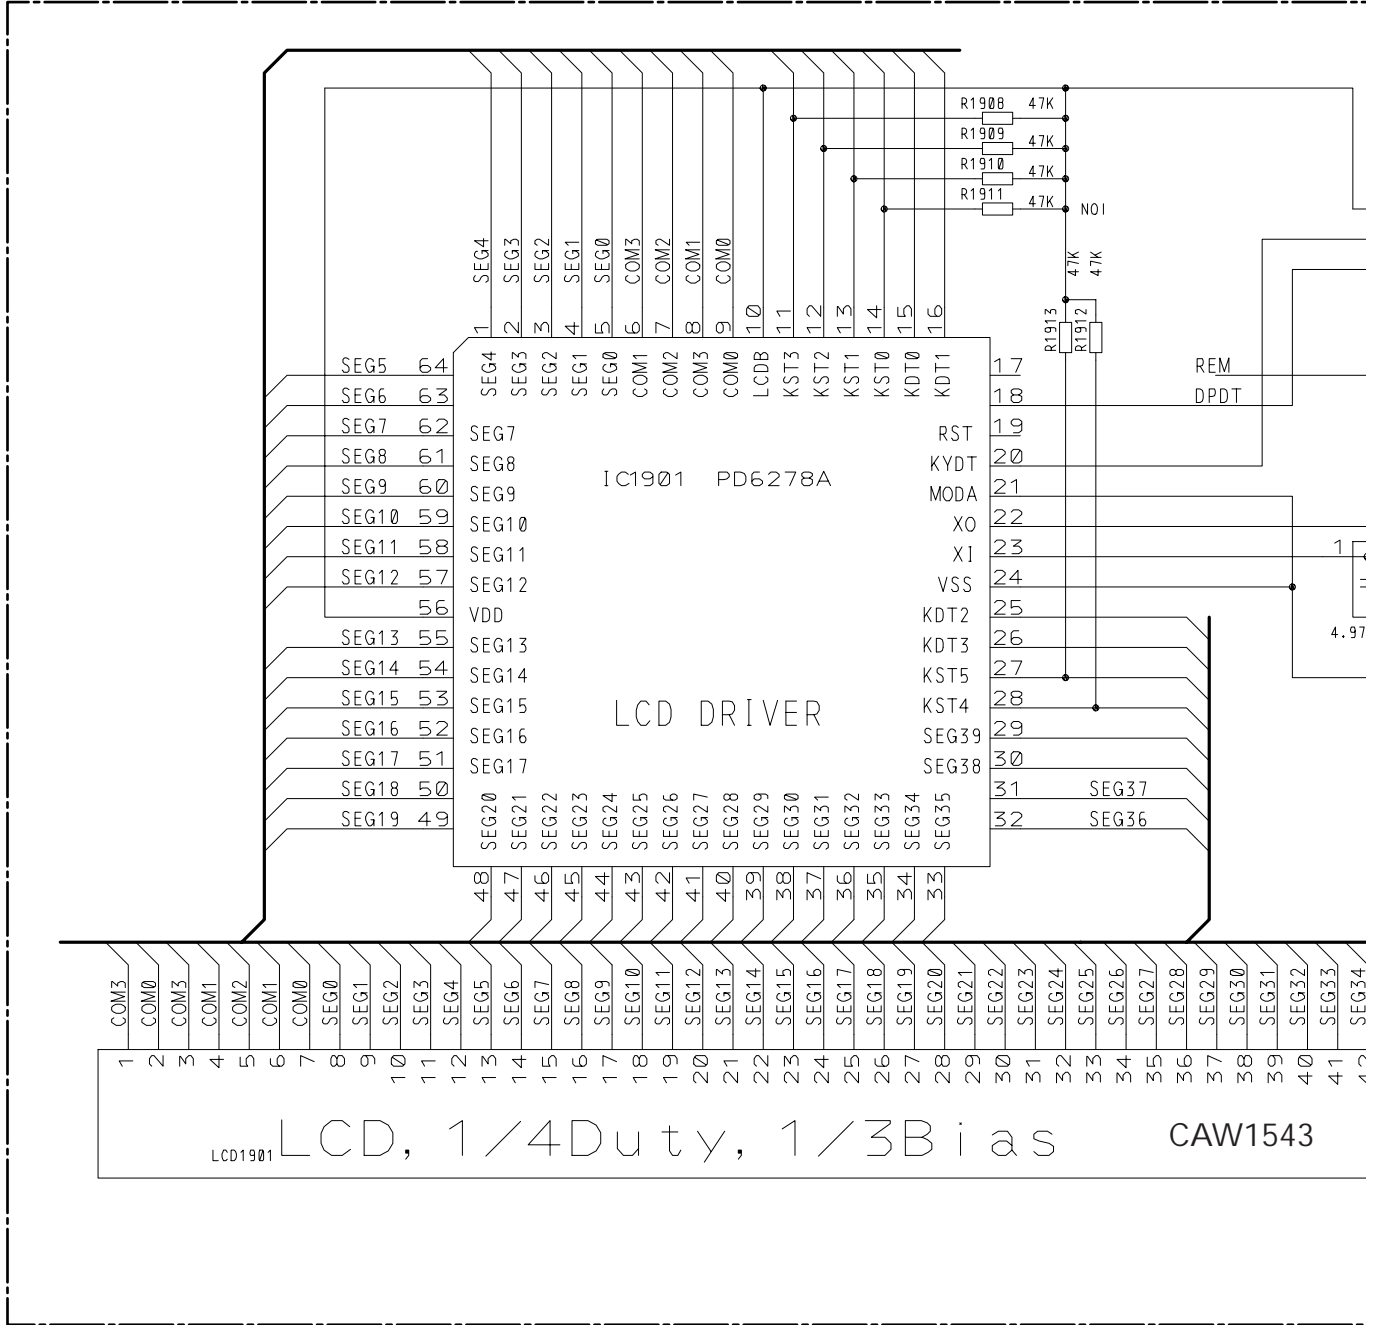 R1908 47K
R1909 47K
R1910 47K
R1911 47K
NOI
47K
47K
R1913
R1912
SEG4
SEG3
SEG2
SEG1
SEG0
COM3
COM2
COM1
COM0
1
2
3
4
5
6
7
8
9
10
11
12
13
14
15
16
SEG4
SEG3
SEG2
SEG1
SEG0
COM1
COM2
COM3
COM0
LCDB
KST3
KST2
KST1
KST0
KDT0
KDT1
SEG5 64
SEG6 63
SEG7 62 SEG7
SEG8 61 SEG8
SEG9 60 SEG9
SEG10 59 SEG10
SEG11 58 SEG11
SEG12 57 SEG12
56 VDD
SEG13 55 SEG13
SEG14 54 SEG14
SEG15 53 SEG15
SEG16 52 SEG16
SEG17 51 SEG17
SEG18 50
SEG19 49
IC1901 PD6278A
LCD DRIVER
17 REM
18 DPDT
RST 19
KYDT 20
MODA 21
XO 22
XI 23
VSS 24
KDT2 25
KDT3 26
KST5 27
KST4 28
SEG39 29
SEG38 30
31 SEG37
32 SEG36
1
4.97
SEG20
SEG21
SEG22
SEG23
SEG24
SEG25
SEG26
SEG27
SEG28
SEG29
SEG30
SEG31
SEG32
SEG33
SEG34
SEG35
48
47
46
45
44
43
42
41
40
39
38
37
36
35
34
33
COM3
COM0
COM3
COM1
COM2
COM1
COM0
SEG0
SEG1
SEG2
SEG3
SEG4
SEG5
SEG6
SEG7
SEG8
SEG9
SEG10
SEG11
SEG12
SEG13
SEG14
SEG15
SEG16
SEG17
SEG18
SEG19
SEG20
SEG21
SEG22
SEG23
SEG24
SEG25
SEG26
SEG27
SEG28
SEG29
SEG30
SEG31
SEG32
SEG33
SEG34
1
2
3
4
5
6
7
8
9
10
11
12
13
14
15
16
17
18
19
20
21
22
23
24
25
26
27
28
29
30
31
32
33
34
35
36
37
38
39
40
41
42
LCD1901 LCD, 1/4Duty, 1/3Bias CAW1543